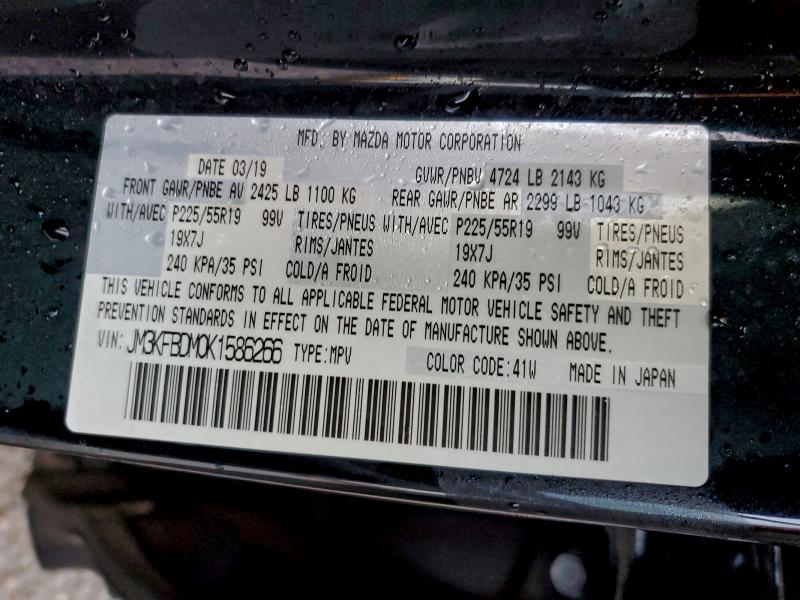 MFD. BY MAZDA MOTOR CORPORATION
DATE 03/19 GVWR/PNBV 4724 LB 2143 KG
FRONT GAWR/PNBE AV 2425 LB 1100 KG REAR GAWR/PNBE AR 2299 LB 1043 KG
WITH/AVEC P225/55R19 99V TIRES/PNEUS WITH/AVEC P225/55R19 99V TIRES/PNEUS
19X7J RIMS/JANTES 19X7J RIMS/JANTES
240 KPA/35 PSI COLD/A FROID 240 KPA/35 PSI COLD/A FROID
THIS VEHICLE CONFORMS TO ALL APPLICABLE FEDERAL MOTOR VEHICLE SAFETY AND THEFT
PREVENTION STANDARDS IN EFFECT ON THE DATE OF MANUFACTURE SHOWN ABOVE.
VIN: JM3KFBDM0K1586266 TYPE:MPV COLOR CODE:41W MADE IN JAPAN